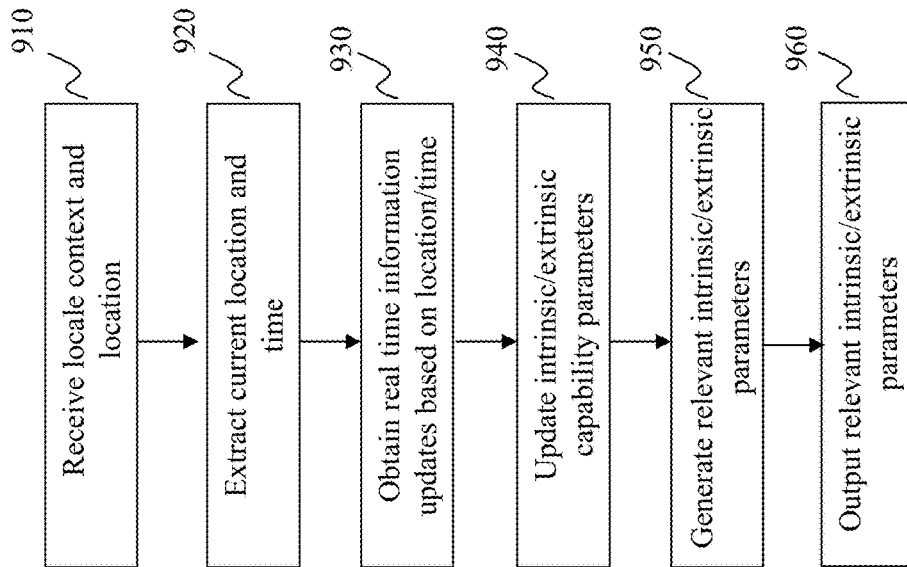 910
Receive locale context and
location
920
Extract current location and
time
930
Obtain real time information
updates based on location/time
940
Update intrinsic/extrinsic
capability parameters
950
Generate relevant intrinsic/extrinsic
parameters
960
Output relevant intrinsic/extrinsic
parameters